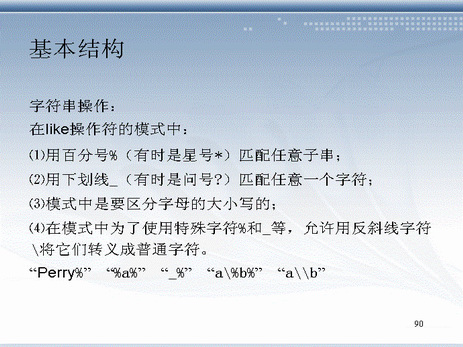 基本结构
字符串操作：
在like操作符的模式中：
⑴用百分号%（有时是星号*）匹配任意子串；
⑵用下划线_（有时是问号?）匹配任意一个字符；
⑶模式中是要区分字母的大小写的；
⑷在模式中为了使用特殊字符%和_等，允许用反斜线字符
\将它们转义成普通字符。
“Perry%” “%a%” “_%” “a\%b%” “a\\b”
90